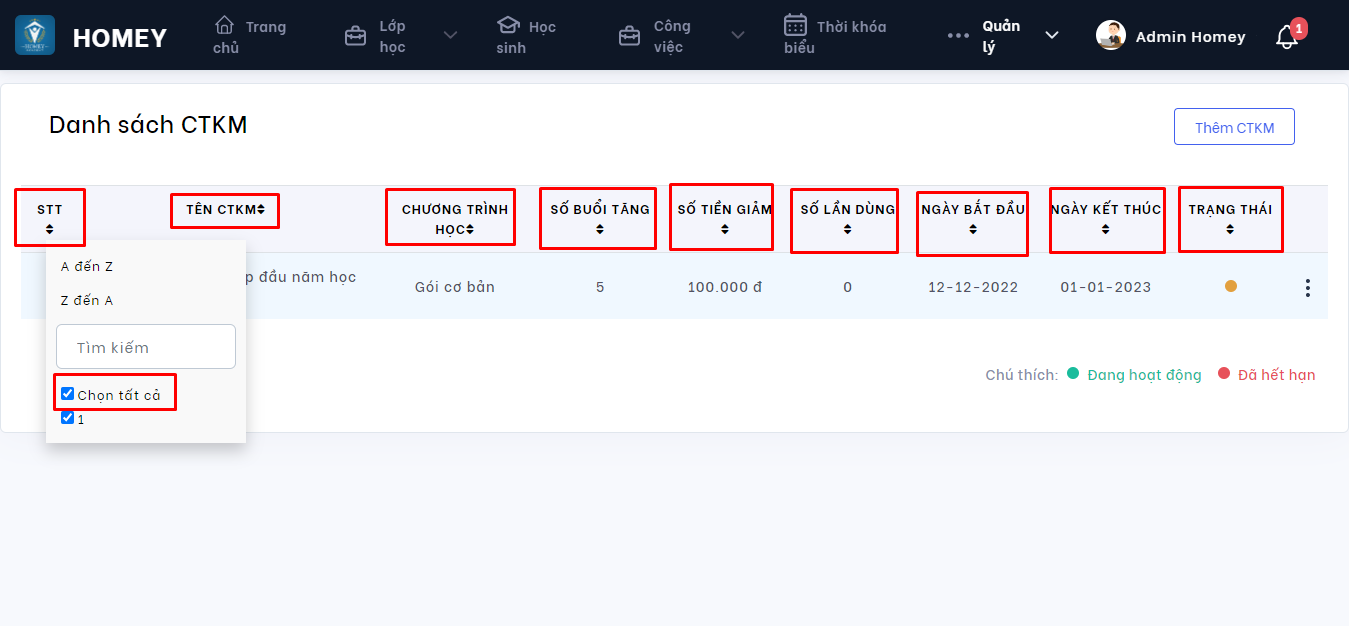 HOMEY
HOMEY
Trang
chủ
Lớp
học
Học
sinh
Công
việc
Thời khóa
biểu
Quản
lý
Admin Homey
1
Danh sách CTKM
Thêm CTKM
STT
TÊN CTKM
CHƯƠNG TRÌNH
HỌC
SỐ BUỔI TĂNG
SỐ TIỀN GIẢM
SỐ LẦN DÙNG
NGÀY BẮT ĐẦU
NGÀY KẾT THÚC
TRẠNG THÁI
A đến Z
Z đến A
Tìm kiếm
Chọn tất cả
1
p đầu năm học
Gói cơ bản
5
100.000 đ
0
12-12-2022
01-01-2023
Chú thích: Đang hoạt động Đã hết hạn